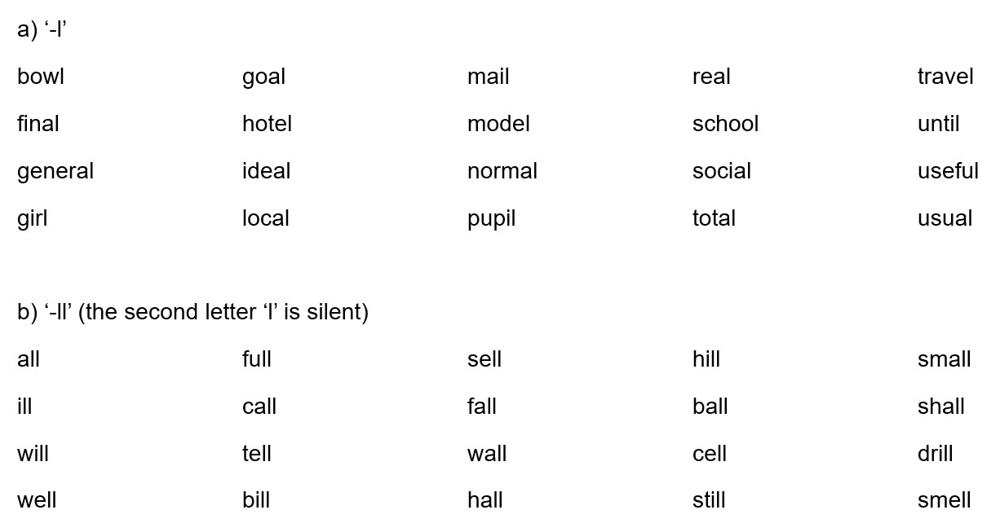 a) ‘-l’
bowl goal mail real travel
final hotel model school until
general ideal normal social useful
girl local pupil total usual
b) ‘-ll’ (the second letter ‘l’ is silent)
all full sell hill small
ill call fall ball shall
will tell wall cell drill
well bill hall still smell